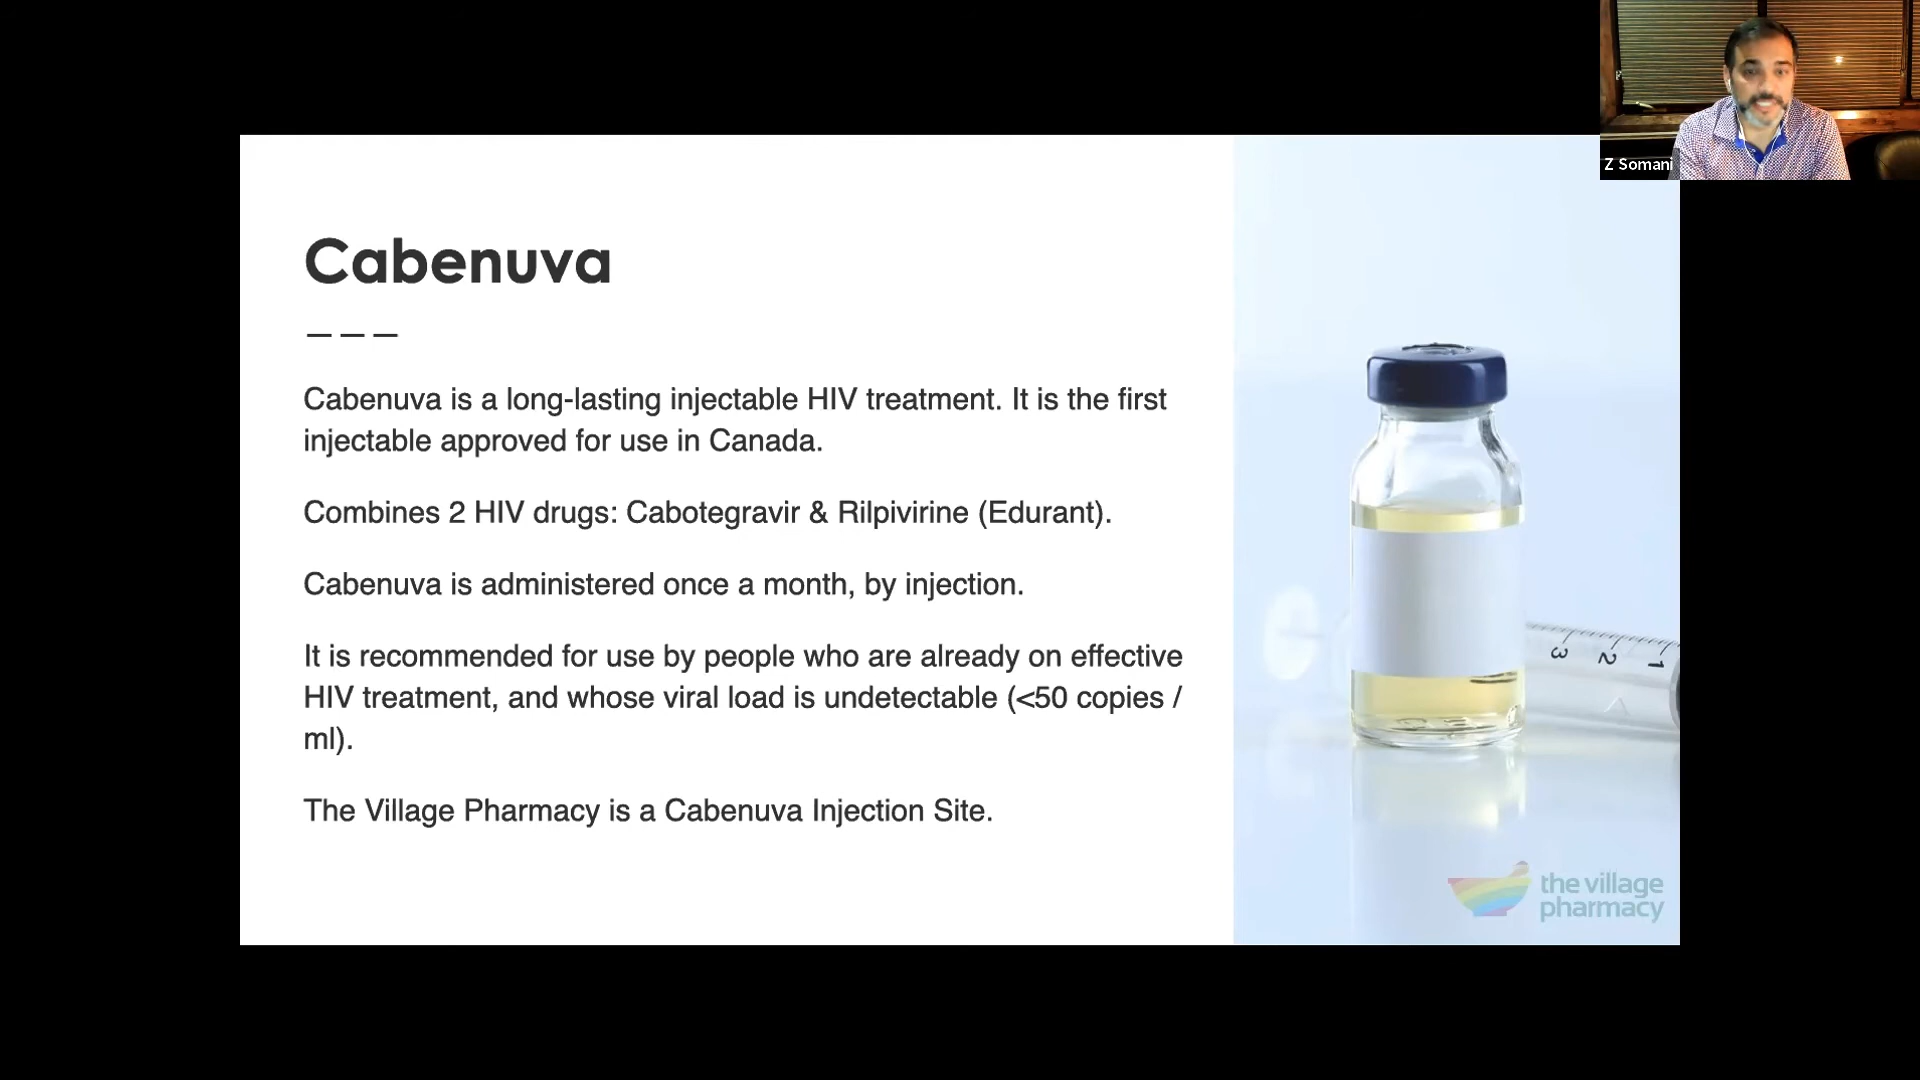 Z Somani
Cabenuva
Cabenuva is a long-lasting injectable HIV treatment. It is the first
injectable approved for use in Canada.
Combines 2 HIV drugs: Cabotegravir & Rilpivirine (Edurant).
Cabenuva is administered once a month, by injection.
It is recommended for use by people who are already on effective
HIV treatment, and whose viral load is undetectable (<50 copies /
ml).
The Village Pharmacy is a Cabenuva Injection Site.
3 2 1
the village
pharmacy